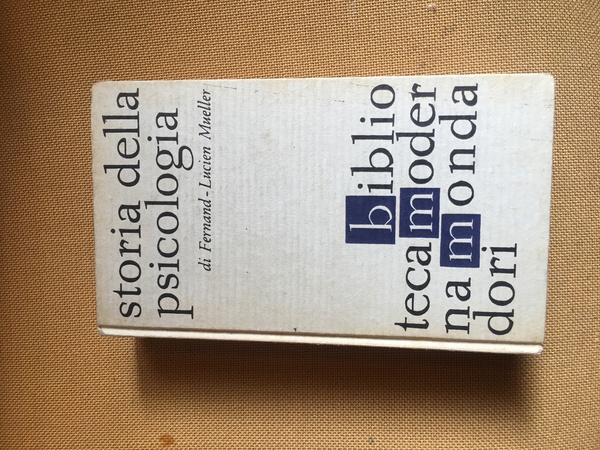 storia della
psicologia
di Fernand-Lucien Mueller
biblio
tecamoder
namonda
dori